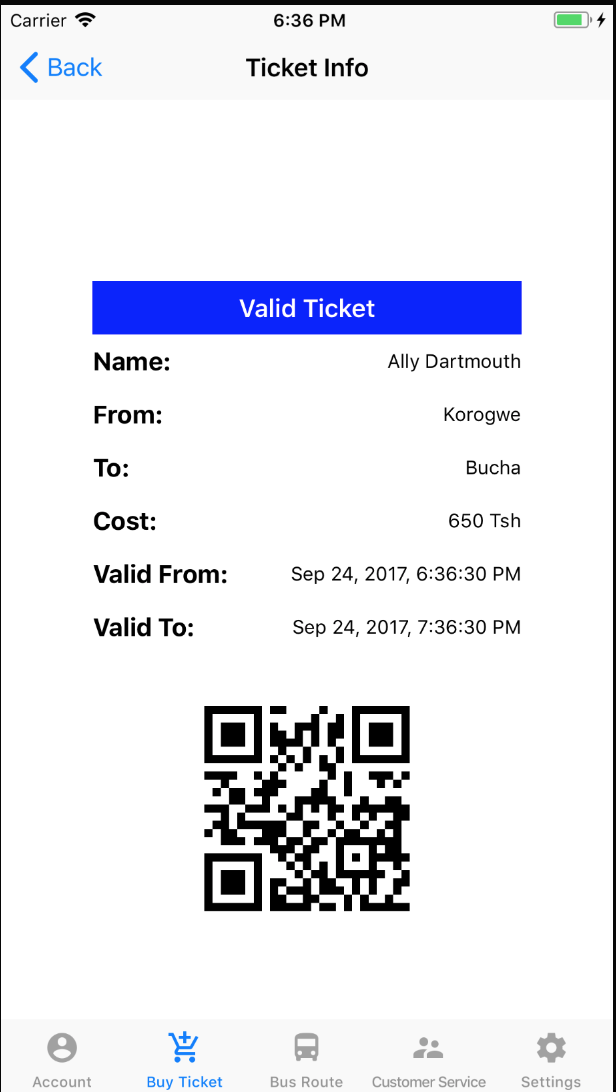 Carrier 6:36 PM
Back Ticket Info
Valid Ticket
Name: Ally Dartmouth
From: Korogwe
To: Bucha
Cost: 650 Tsh
Valid From: Sep 24, 2017, 6:36:30 PM
Valid To: Sep 24, 2017, 7:36:30 PM
Account Buy Ticket Bus Route Customer Service Settings